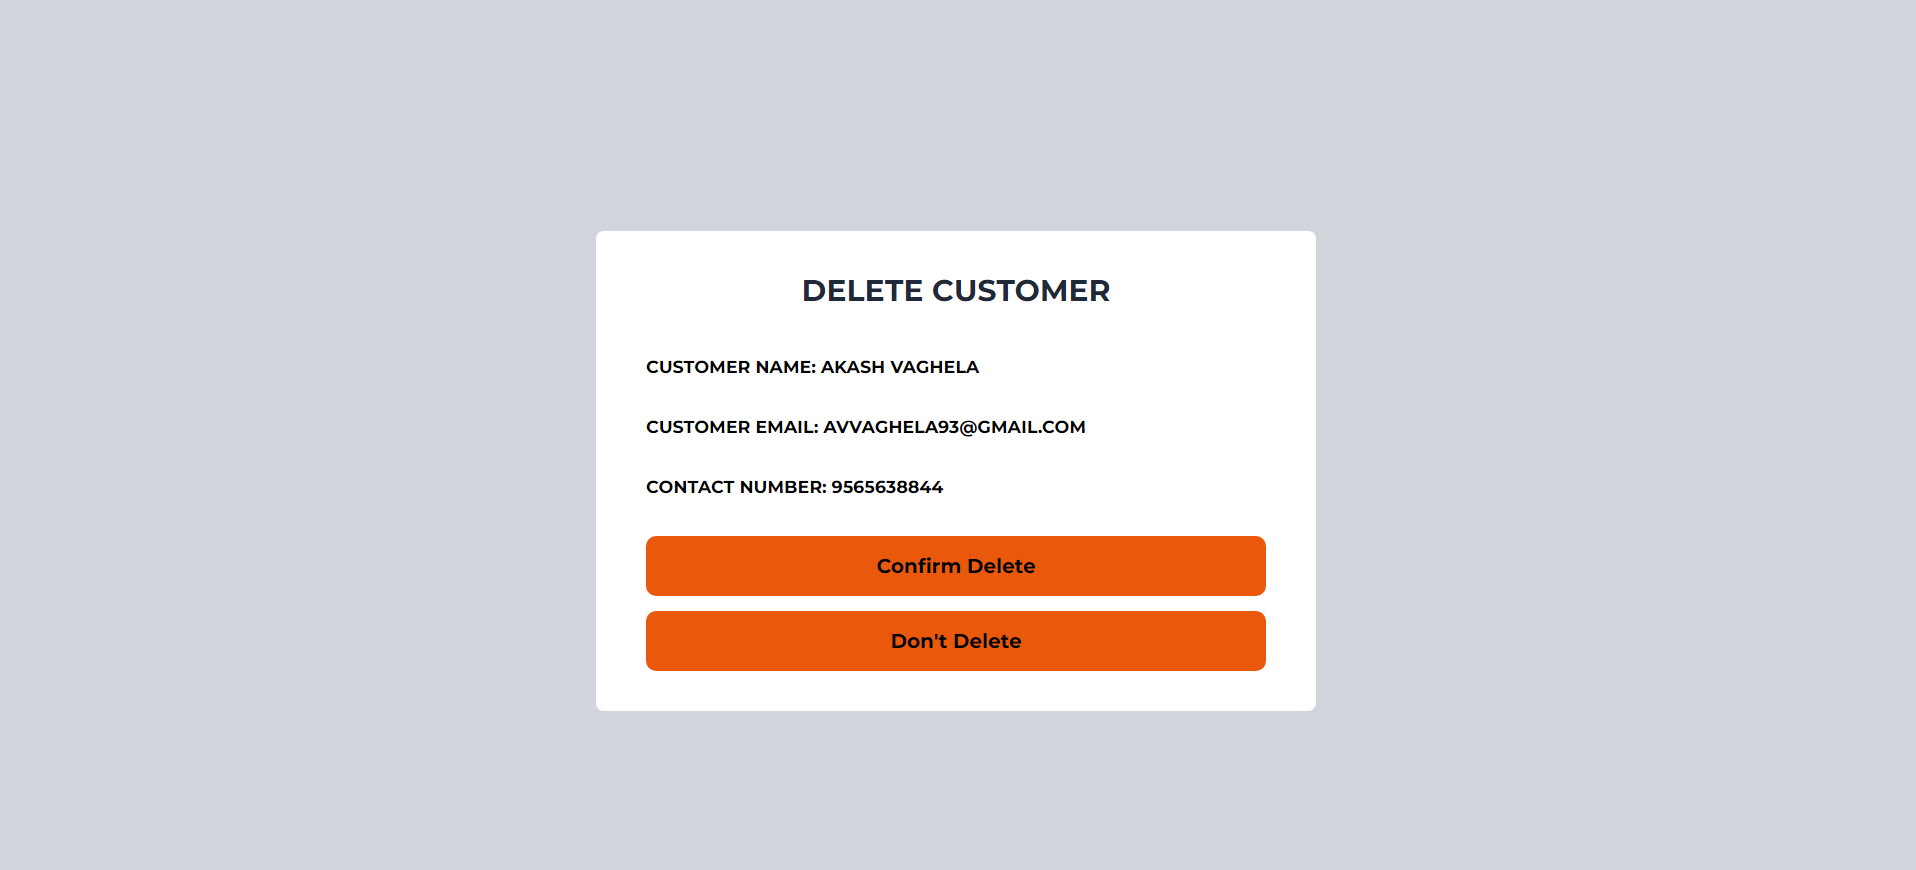 DELETE CUSTOMER
CUSTOMER NAME: AKASH VAGHELA
CUSTOMER EMAIL: AVVAGHELA93@GMAIL.COM
CONTACT NUMBER: 9565638844
Confirm Delete
Don't Delete